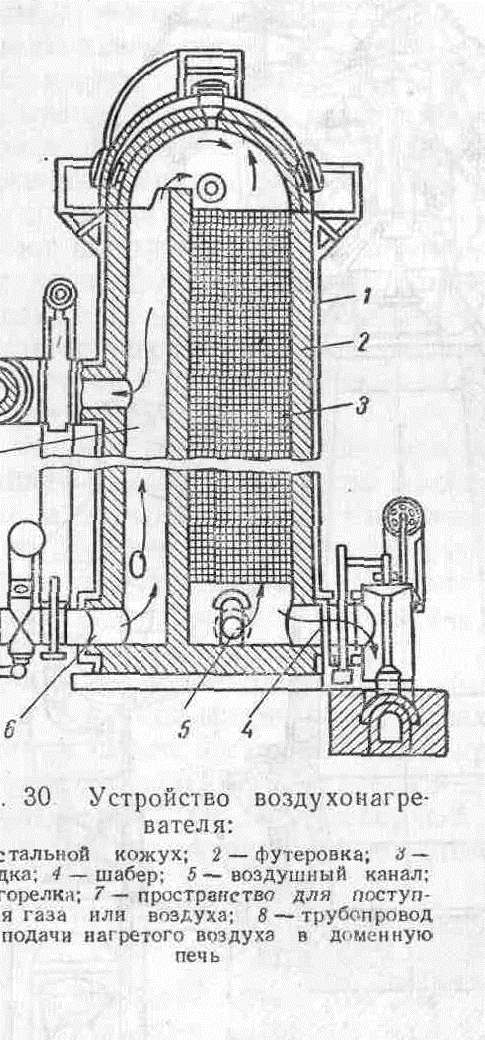 1
2
3
6
5
4
. 30 Устройство воздухонагре-
вателя:
стальной кожух; 2 — футеровка; 3 —
дка; 4 — шабер; 5 — воздушный канал;
горелка; 7 — пространство для поступ-
я газа или воздуха; 8 — трубопровод
подачи нагретого воздуха в доменную
печь